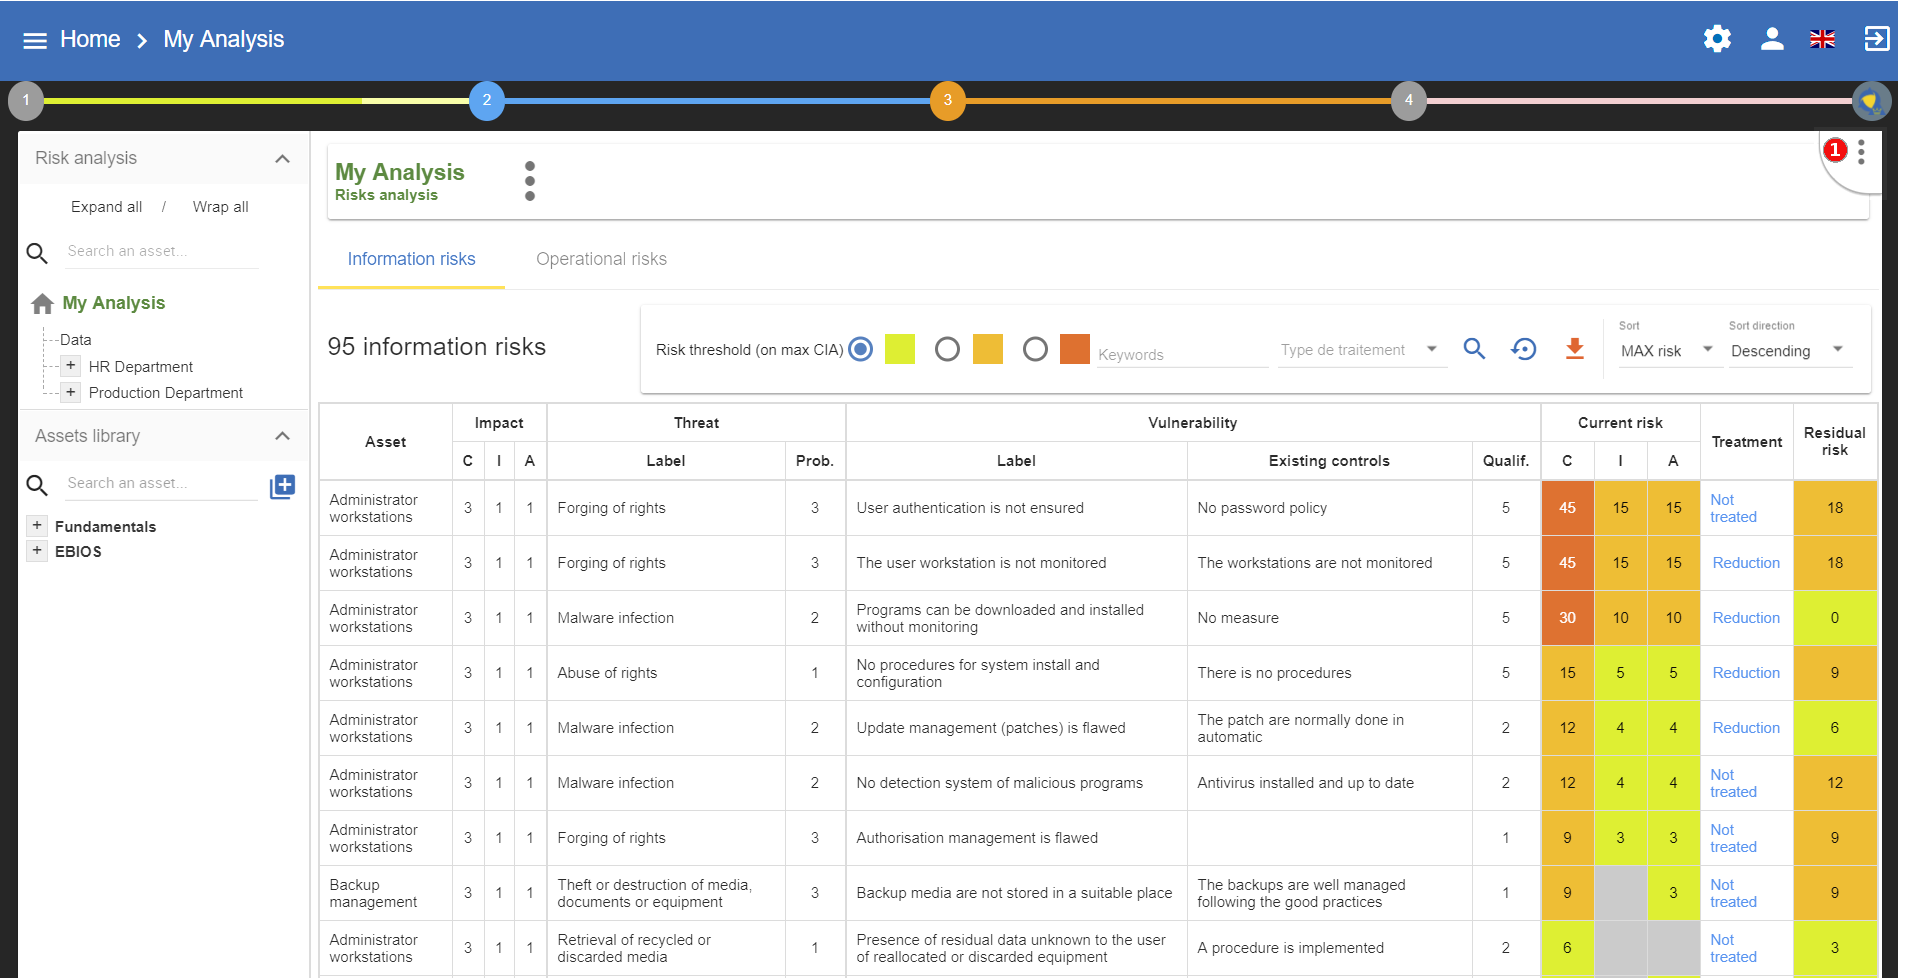 Home > My Analysis
1 2 3 4
Risk analysis
Expand all / Wrap all
Search an asset...
My Analysis
Data
+ HR Department
+ Production Department
Assets library
Search an asset...
+ Fundamentals
+ EBIOS
My Analysis
Risks analysis
1
Information risks Operational risks
95 information risks
Risk threshold (on max CIA) Keywords Type de traitement
Sort Sort direction
MAX risk Descending
Asset Impact Threat Vulnerability Current risk Treatment Residual risk
C I A Label Prob. Label Existing controls Qualif. C I A
Administrator workstations 3 1 1 Forging of rights 3 User authentication is not ensured No password policy 5 45 15 15 Not treated 18
Administrator workstations 3 1 1 Forging of rights 3 The user workstation is not monitored The workstations are not monitored 5 45 15 15 Reduction 18
Administrator workstations 3 1 1 Malware infection 2 Programs can be downloaded and installed without monitoring No measure 5 30 10 10 Reduction 0
Administrator workstations 3 1 1 Abuse of rights 1 No procedures for system install and configuration There is no procedures 5 15 5 5 Reduction 9
Administrator workstations 3 1 1 Malware infection 2 Update management (patches) is flawed The patch are normally done in automatic 2 12 4 4 Reduction 6
Administrator workstations 3 1 1 Malware infection 2 No detection system of malicious programs Antivirus installed and up to date 2 12 4 4 Not treated 12
Administrator workstations 3 1 1 Forging of rights 3 Authorisation management is flawed 1 9 3 3 Not treated 9
Backup management 3 1 1 Theft or destruction of media, documents or equipment 3 Backup media are not stored in a suitable place The backups are well managed following the good practices 1 9 3 Not treated 9
Administrator workstations 3 1 1 Retrieval of recycled or discarded media 1 Presence of residual data unknown to the user of reallocated or discarded equipment A procedure is implemented 2 6 Not treated 3